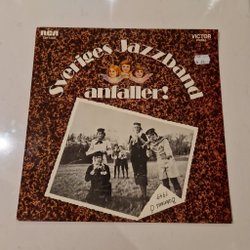 RCA
VICTOR
Sveriges Jazzband
anfaller!